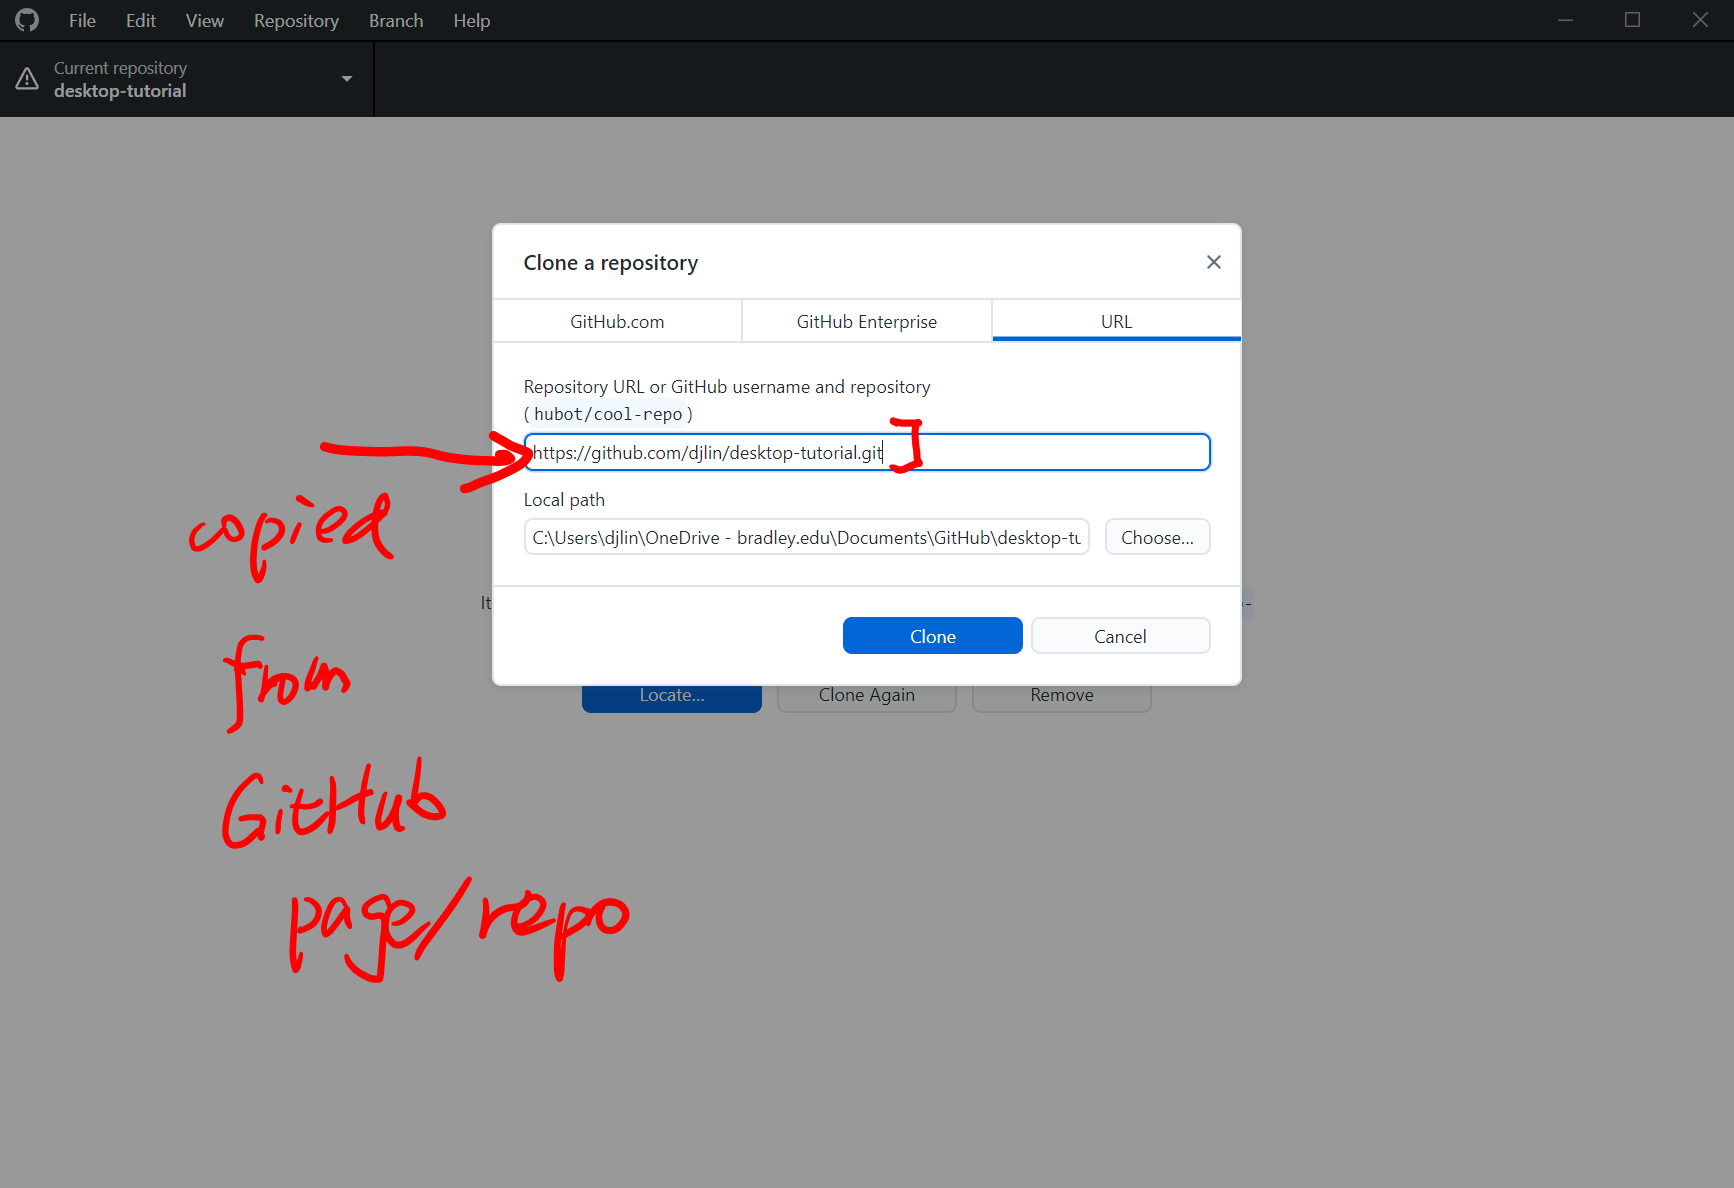 File Edit View Repository Branch Help
Current repository
desktop-tutorial
Clone a repository
GitHub.com GitHub Enterprise URL
Repository URL or GitHub username and repository
(hubot/cool-repo)
https://github.com/djlin/desktop-tutorial.git
Local path
C:\Users\djlin\OneDrive - bradley.edu\Documents\GitHub\desktop-tu
Choose...
It
Clone Cancel
Locate... Clone Again Remove
copied
from
GitHub
page/repo